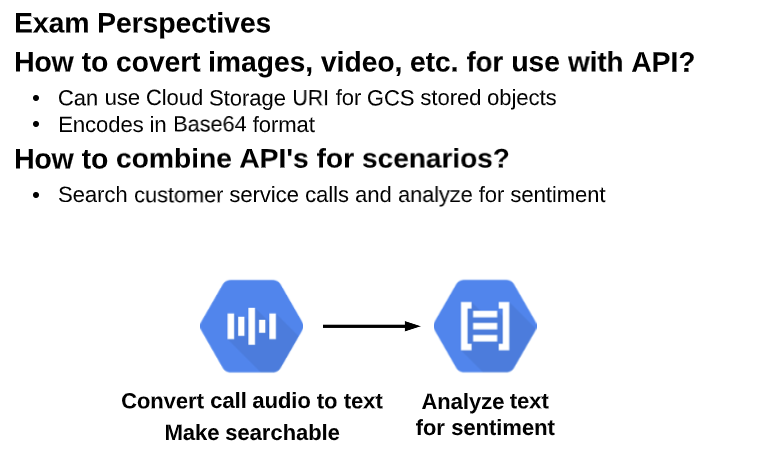 Exam Perspectives
How to covert images, video, etc. for use with API?
• Can use Cloud Storage URI for GCS stored objects
• Encodes in Base64 format
How to combine API's for scenarios?
• Search customer service calls and analyze for sentiment
Convert call audio to text
Make searchable
Analyze text
for sentiment